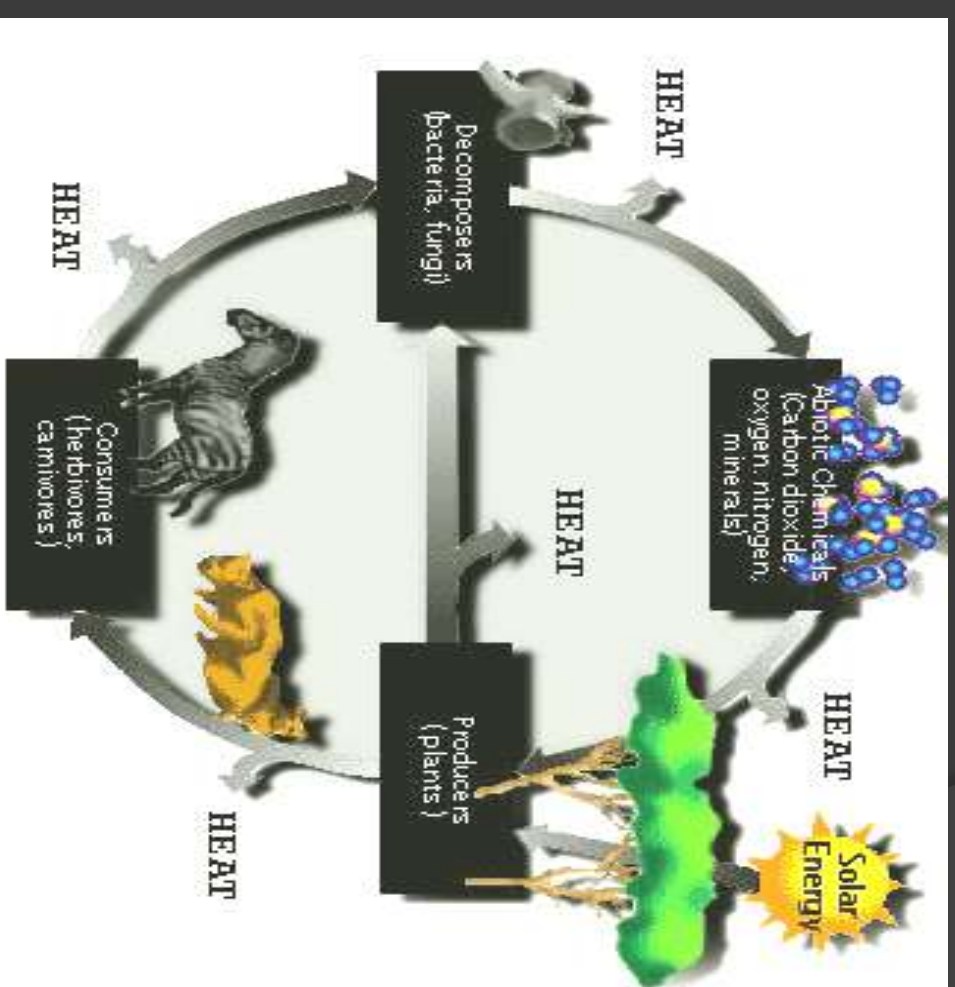 HEAT
Abiotic Chemicals
(Carbon dioxide,
oxygen, nitrogen,
minerals)
HEAT
Solar
Energy
HEAT
Decomposers
(bacteria, fungi)
Producers
(plants)
HEAT
Consumers
(herbivores,
carnivores)
HEAT